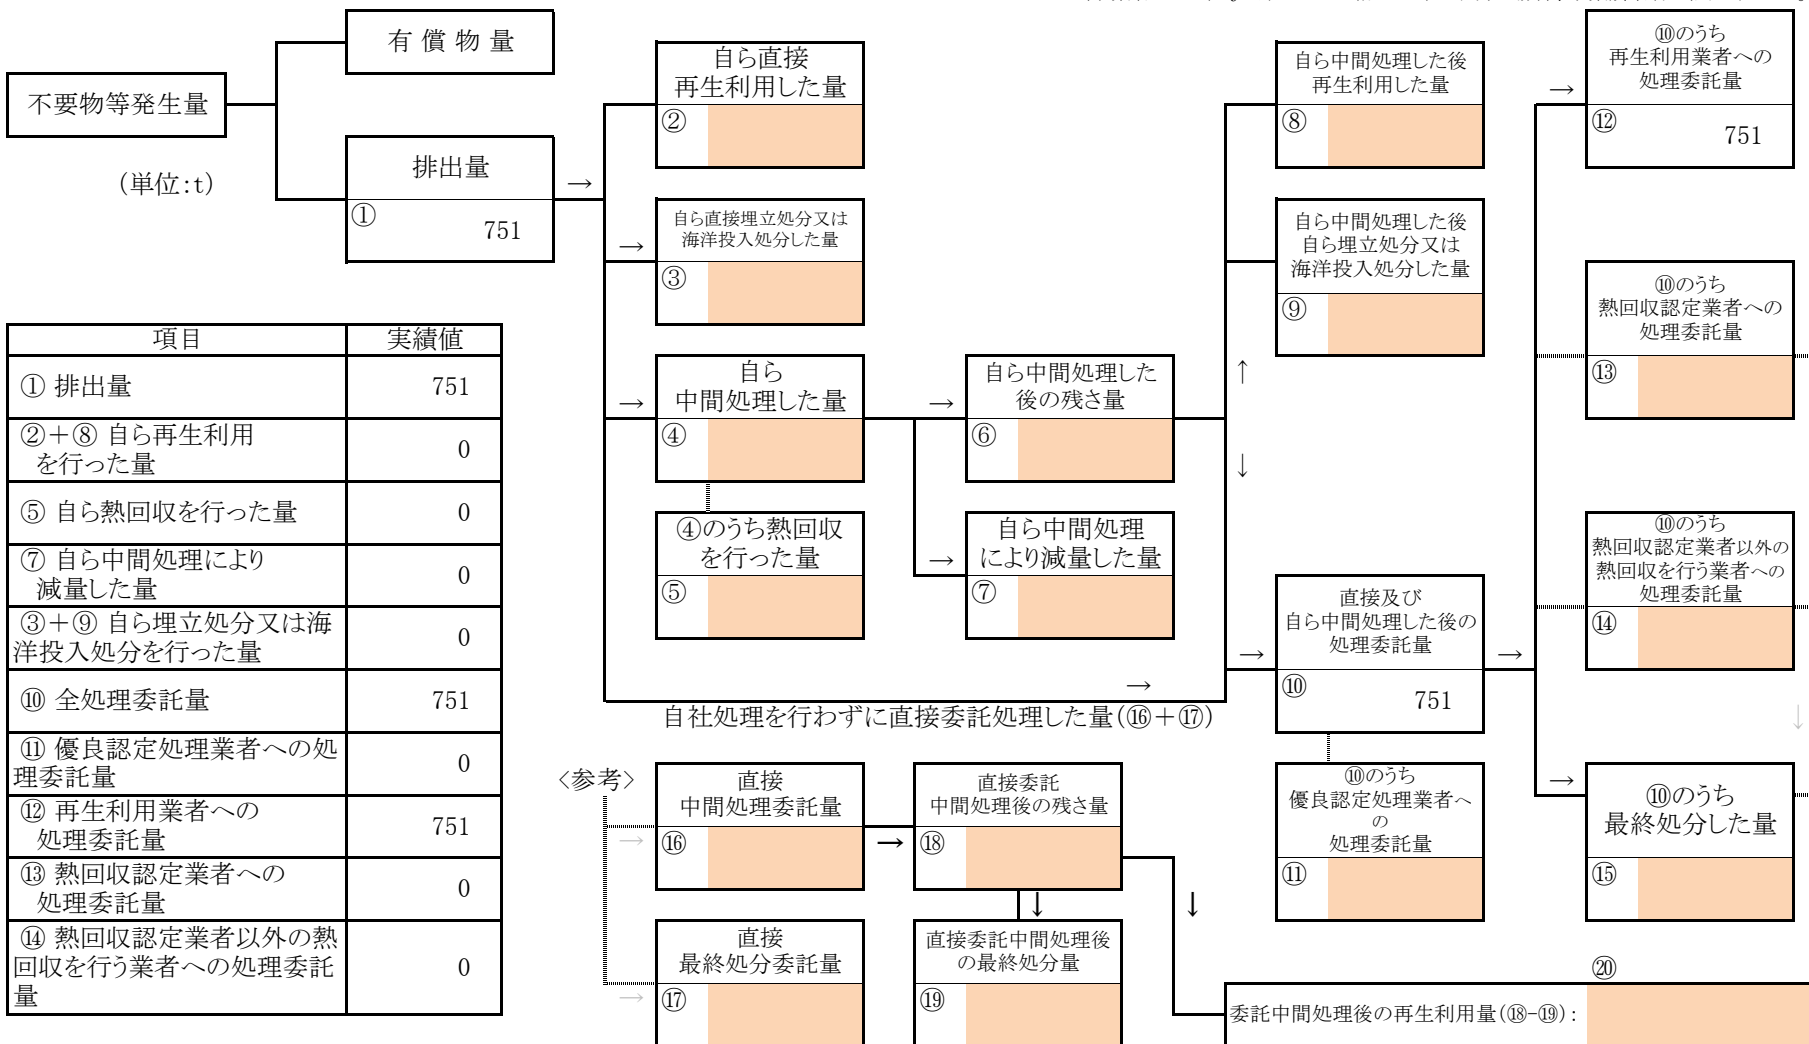 有償物量
不要物等発生量
(単位:t)
排出量
①
751
→
自ら直接
再生利用した量
②
→
自ら直接埋立処分又は
海洋投入処分した量
③
→
自ら
中間処理した量
④
④のうち熱回収
を行った量
⑤
→
自ら中間処理した
後の残さ量
⑥
→
自ら中間処理
により減量した量
⑦
自ら中間処理した後
再生利用した量
⑧
自ら中間処理した後
自ら埋立処分又は
海洋投入処分した量
⑨
↑
↓
→
直接及び
自ら中間処理した後の
処理委託量
⑩
751
→
→
自社処理を行わずに直接委託処理した量(⑯+⑰)
⑩のうち
優良認定処理業者へ
の
処理委託量
⑪
→
⑩のうち
再生利用業者への
処理委託量
⑫
751
⑩のうち
熱回収認定業者への
処理委託量
⑬
⑩のうち
熱回収認定業者以外の
熱回収を行う業者への
処理委託量
⑭
↓
→
⑩のうち
最終処分した量
⑮
項目 実績値
① 排出量 751
②+⑧ 自ら再生利用
を行った量 0
⑤ 自ら熱回収を行った量 0
⑦ 自ら中間処理により
減量した量 0
③+⑨ 自ら埋立処分又は海
洋投入処分を行った量 0
⑩ 全処理委託量 751
⑪ 優良認定処理業者への処
理委託量 0
⑫ 再生利用業者への
処理委託量 751
⑬ 熱回収認定業者への
処理委託量 0
⑭ 熱回収認定業者以外の熱
回収を行う業者への処理委託
量 0
<参考>
→
直接
中間処理委託量
⑯
→
直接委託
中間処理後の残さ量
⑱
↓
↓
→
直接
最終処分委託量
⑰
直接委託中間処理後
の最終処分量
⑲
⑳
委託中間処理後の再生利用量(⑱-⑲):